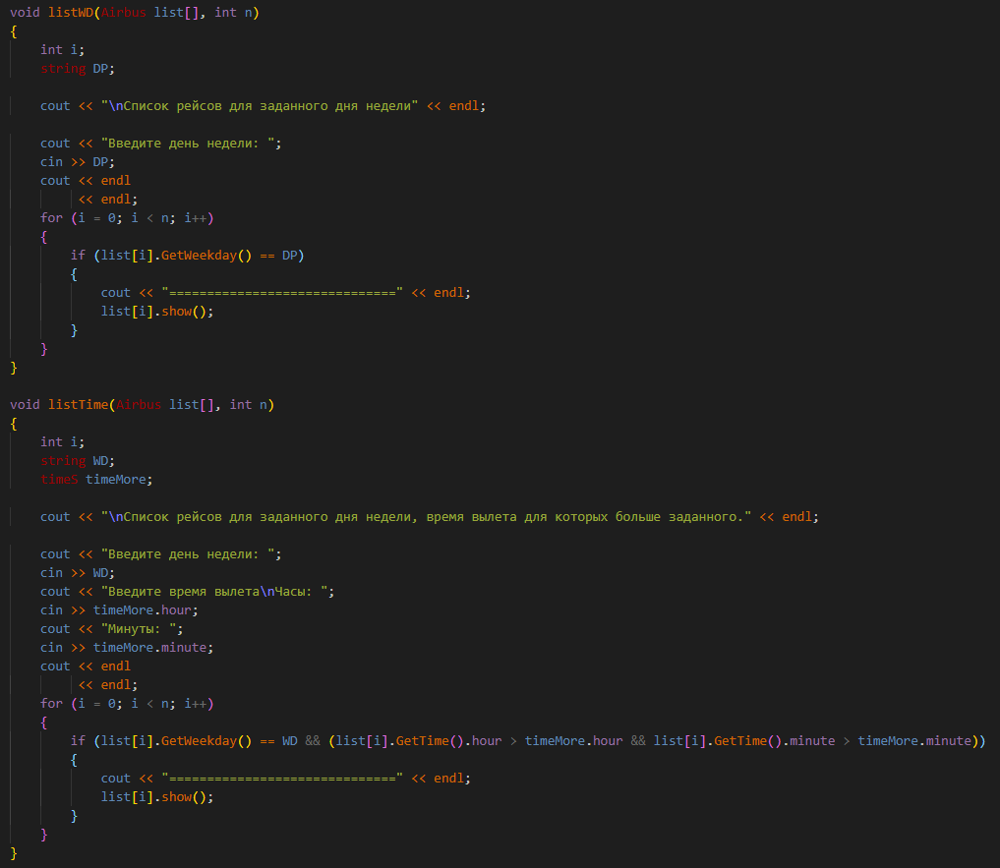 void listWD(Airbus list[], int n)
{
    int i;
    string DP;

    cout << "\nСписок рейсов для заданного дня недели" << endl;

    cout << "Введите день недели: ";
    cin >> DP;
    cout << endl
         << endl;
    for (i = 0; i < n; i++)
    {
        if (list[i].GetWeekday() == DP)
        {
            cout << "==============================" << endl;
            list[i].show();
        }
    }
}

void listTime(Airbus list[], int n)
{
    int i;
    string WD;
    timeS timeMore;

    cout << "\nСписок рейсов для заданного дня недели, время вылета для которых больше заданного." << endl;

    cout << "Введите день недели: ";
    cin >> WD;
    cout << "Введите время вылета\nЧасы: ";
    cin >> timeMore.hour;
    cout << "Минуты: ";
    cin >> timeMore.minute;
    cout << endl
         << endl;
    for (i = 0; i < n; i++)
    {
        if (list[i].GetWeekday() == WD && (list[i].GetTime().hour > timeMore.hour && list[i].GetTime().minute > timeMore.minute))
        {
            cout << "==============================" << endl;
            list[i].show();
        }
    }
}